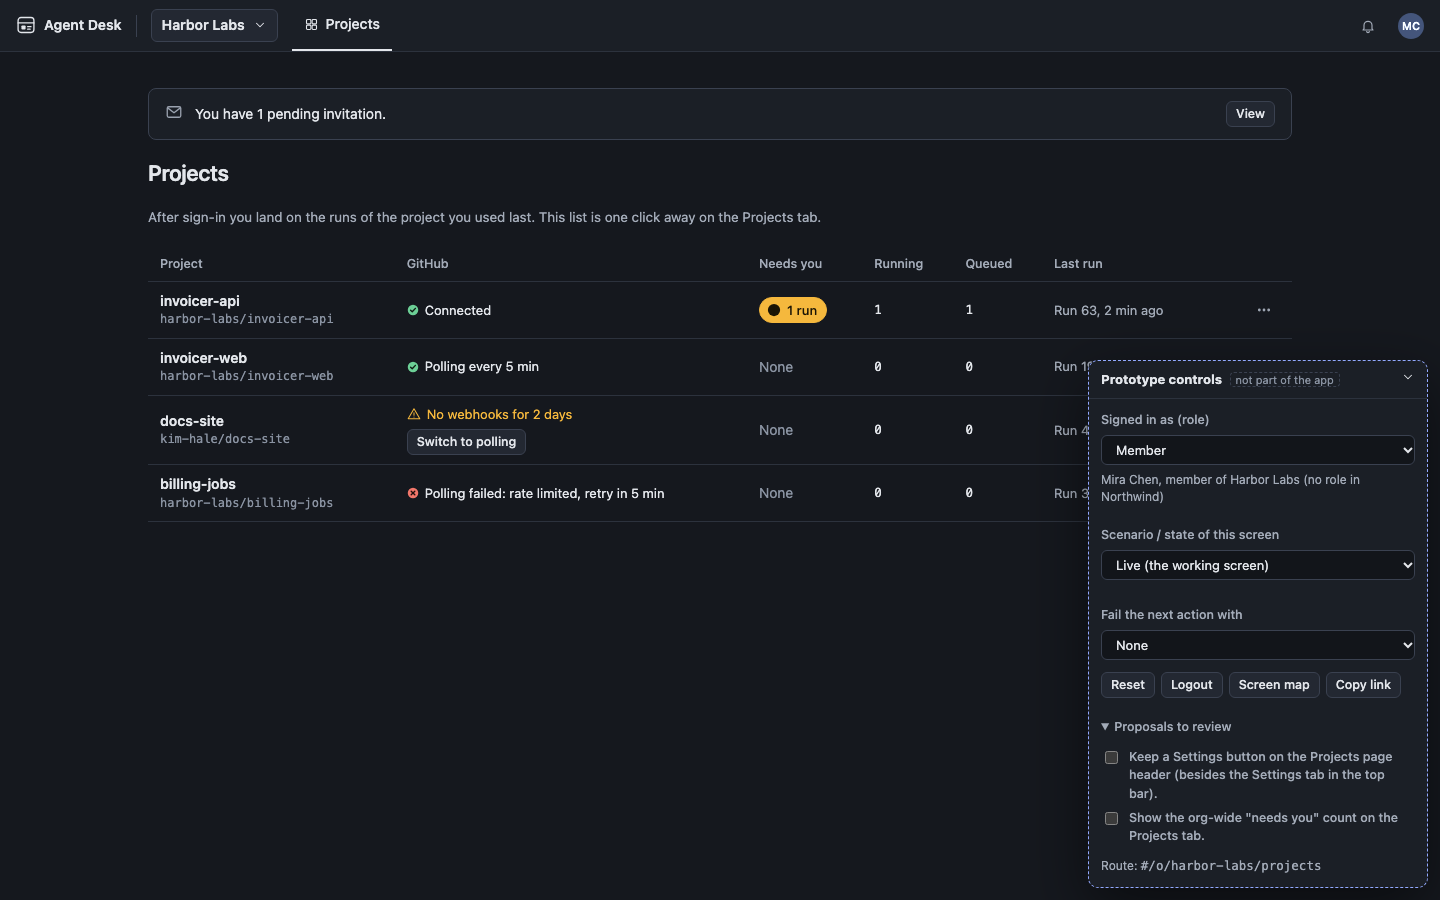 Agent Desk
Harbor Labs
Projects
MC
You have 1 pending invitation.
View
Projects
After sign-in you land on the runs of the project you used last. This list is one click away on the Projects tab.
Project GitHub Needs you Running Queued Last run
invoicer-api
harbor-labs/invoicer-api
Connected
1 run
1
1
Run 63, 2 min ago
invoicer-web
harbor-labs/invoicer-web
Polling every 5 min
None
0
0
Run
docs-site
kim-hale/docs-site
No webhooks for 2 days
Switch to polling
None
0
0
Run 4
billing-jobs
harbor-labs/billing-jobs
Polling failed: rate limited, retry in 5 min
None
0
0
Run 3
Prototype controls not part of the app
Signed in as (role)
Member
Mira Chen, member of Harbor Labs (no role in
Northwind)
Scenario / state of this screen
Live (the working screen)
Fail the next action with
None
Reset Logout Screen map Copy link
▼ Proposals to review
Keep a Settings button on the Projects page
header (besides the Settings tab in the top
bar).
Show the org-wide "needs you" count on the
Projects tab.
Route: #/o/harbor-labs/projects